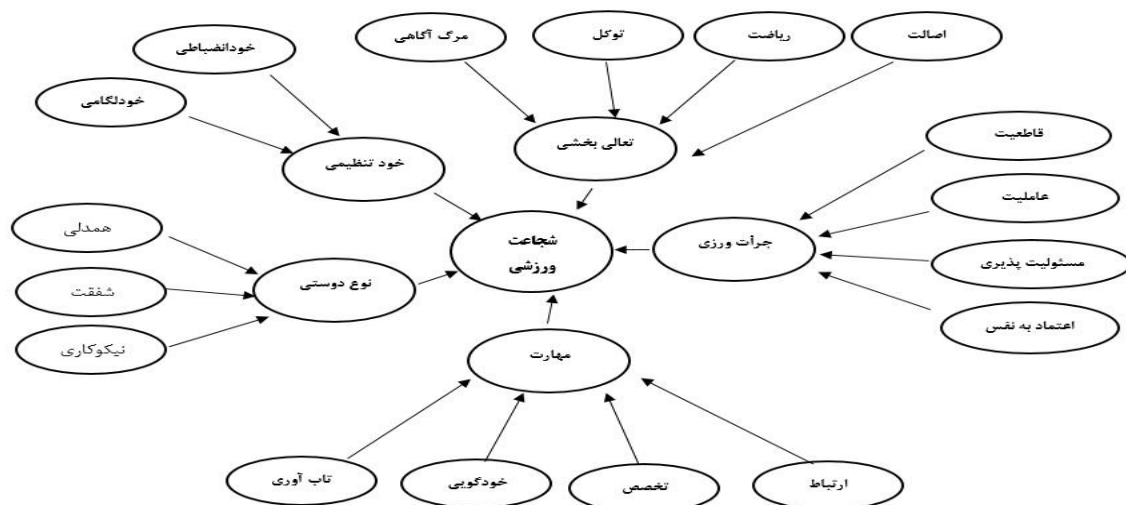 مرگ آگاهی
توکل
ریاضت
اصالت
خودانضباطی
خودلگامی
تعالی بخشی
خود تنظیمی
قاطعیت
عاملیت
مسئولیت پذیری
اعتماد به نفس
جرأت ورزی
شجاعت
ورزشی
همدلی
شفقت
نیکوکاری
نوع دوستی
مهارت
تاب آوری
خودگویی
تخصص
ارتباط